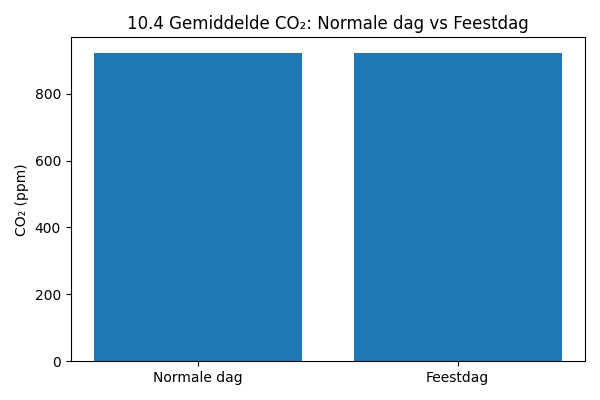 10.4 Gemiddelde CO₂: Normale dag vs Feestdag
CO₂ (ppm)
800
600
400
200
0
Normale dag
Feestdag